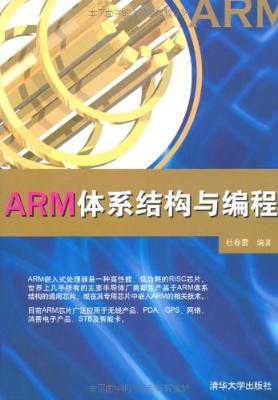 ARM
ARM体系结构与编程
杜春雷 编著
ARM嵌入式处理器是一种高性能、低功耗的RISC芯片。
世界上几乎所有的主要半导体厂商都生产基于ARM体系
结构的通用芯片，或在其专用芯片中嵌入ARM的相关技术。
目前ARM芯片广泛应用于无线产品、PDA、GPS、网络、
消费电子产品、STB及智能卡。
清华大学出版社